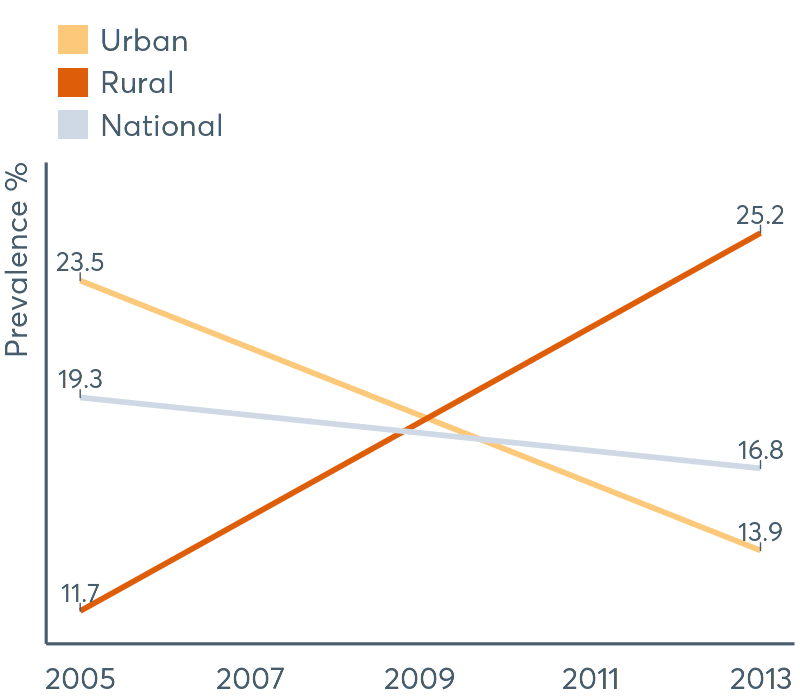 Urban
Rural
National
Prevalence %
25.2
23.5
19.3
16.8
13.9
11.7
2005
2007
2009
2011
2013